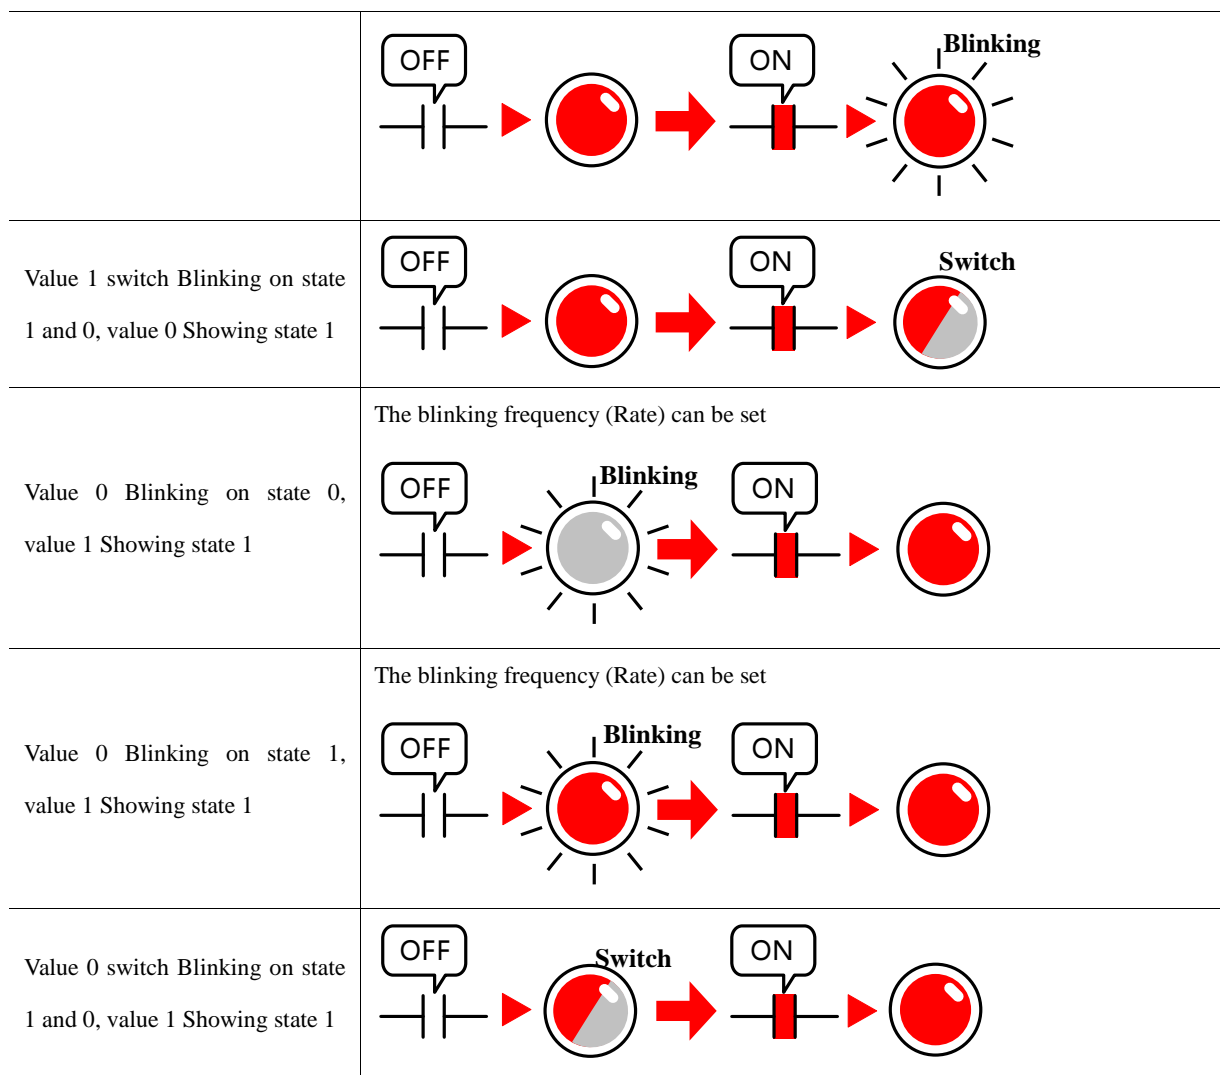 OFF
ON
Blinking
Value 1 switch Blinking on state
1 and 0, value 0 Showing state 1
OFF
ON
Switch
The blinking frequency (Rate) can be set
Value 0 Blinking on state 0,
value 1 Showing state 1
OFF
Blinking
ON
The blinking frequency (Rate) can be set
Value 0 Blinking on state 1,
value 1 Showing state 1
OFF
Blinking
ON
Value 0 switch Blinking on state
1 and 0, value 1 Showing state 1
OFF
Switch
ON